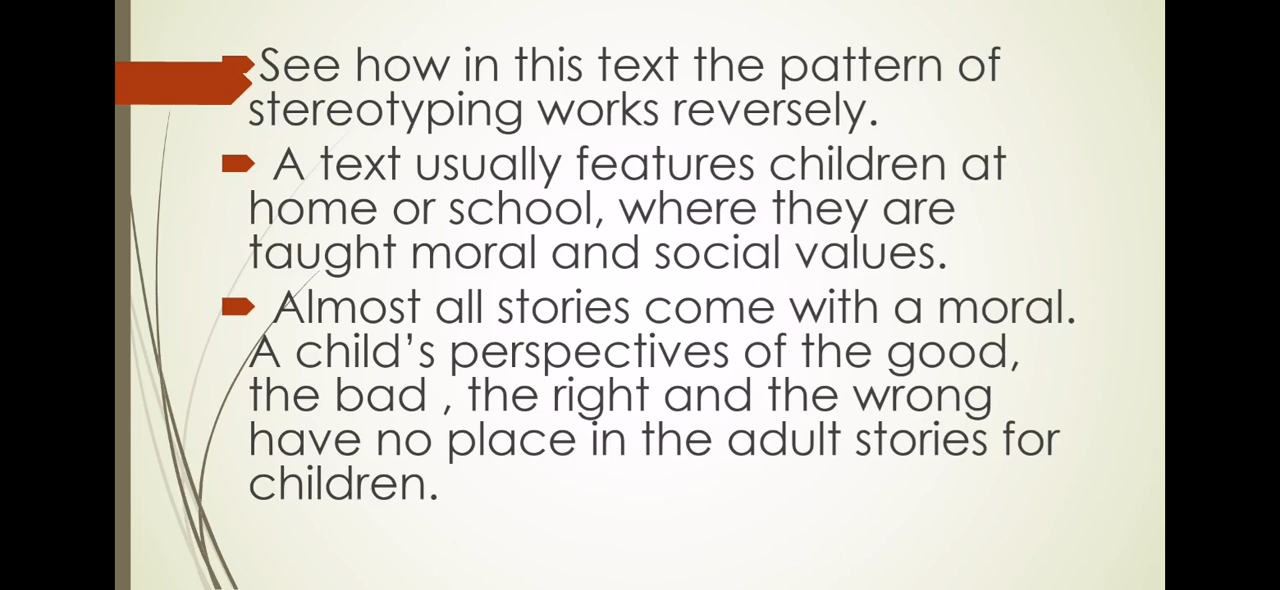 See how in this text the pattern of
stereotyping works reversely.
A text usually features children at
home or school, where they are
taught moral and social values.
Almost all stories come with a moral.
A child’s perspectives of the good,
the bad , the right and the wrong
have no place in the adult stories for
children.